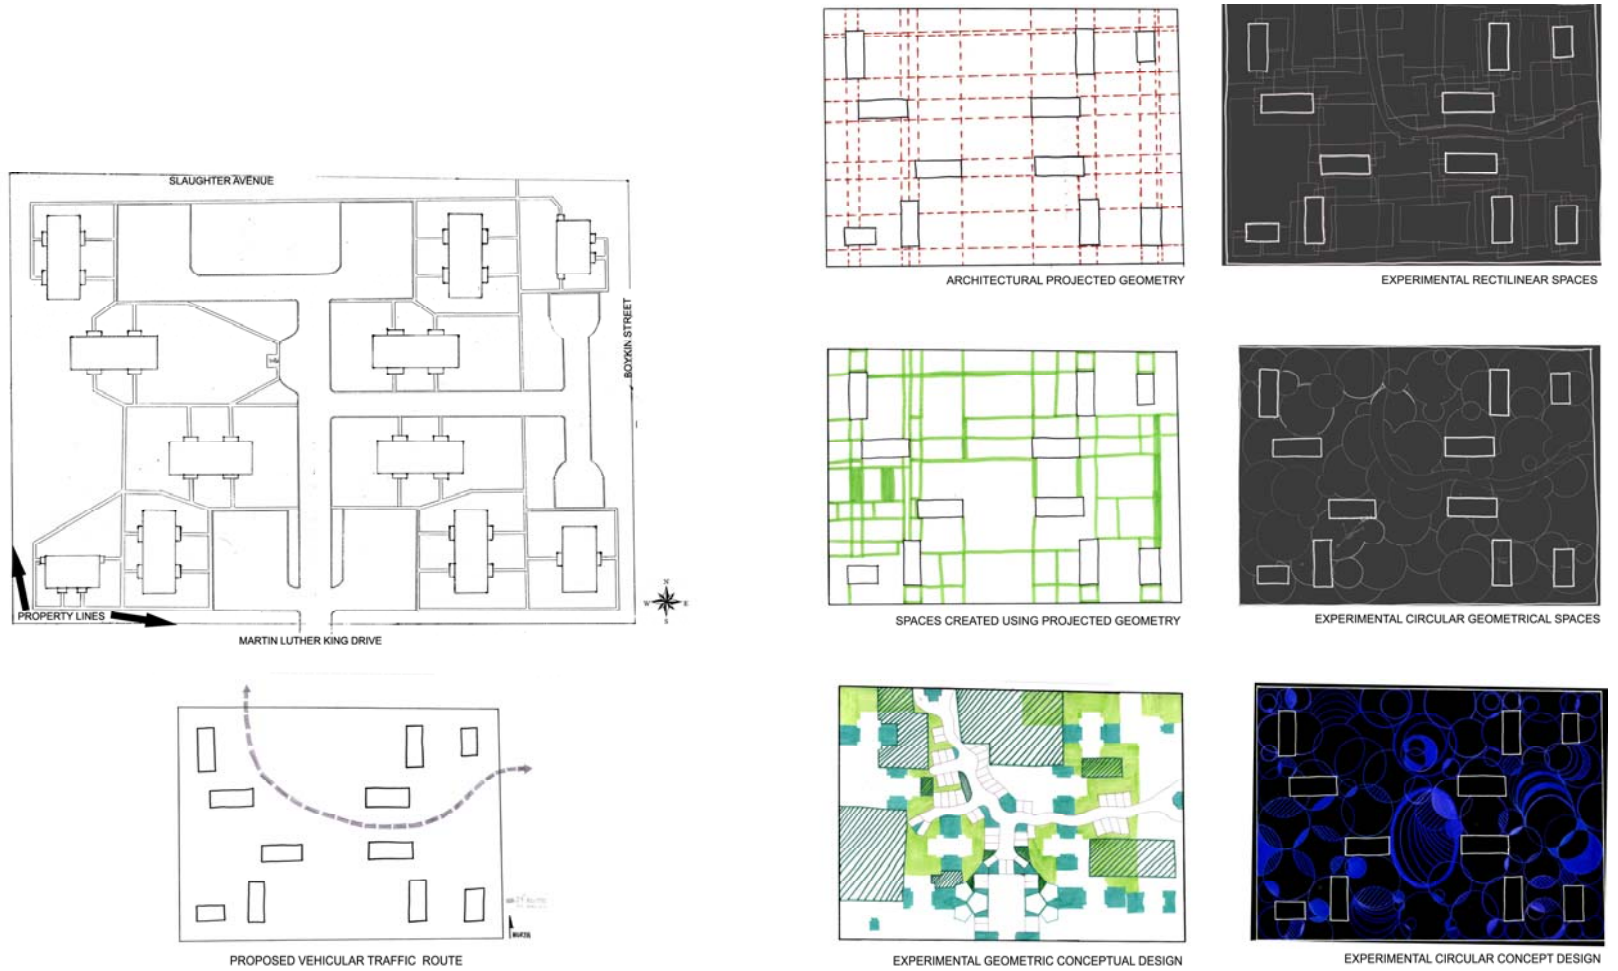 SLAUGHTER AVENUE
BOYKIN STREET
PROPERTY LINES
MARTIN LUTHER KING DRIVE
N
W E
S
NORTH
PROPOSED VEHICULAR TRAFFIC ROUTE
ARCHITECTURAL PROJECTED GEOMETRY
EXPERIMENTAL RECTILINEAR SPACES
SPACES CREATED USING PROJECTED GEOMETRY
EXPERIMENTAL CIRCULAR GEOMETRICAL SPACES
EXPERIMENTAL GEOMETRIC CONCEPTUAL DESIGN
EXPERIMENTAL CIRCULAR CONCEPT DESIGN